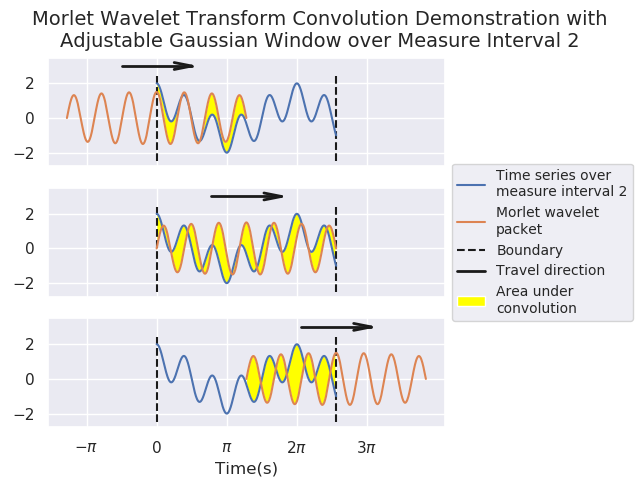 Morlet Wavelet Transform Convolution Demonstration with
Adjustable Gaussian Window over Measure Interval 2
2
0
−2
2
0
−2
2
0
−2
−π
0
π
2π
3π
Time(s)
Time series over
measure interval 2
Morlet wavelet
packet
Boundary
Travel direction
Area under
convolution